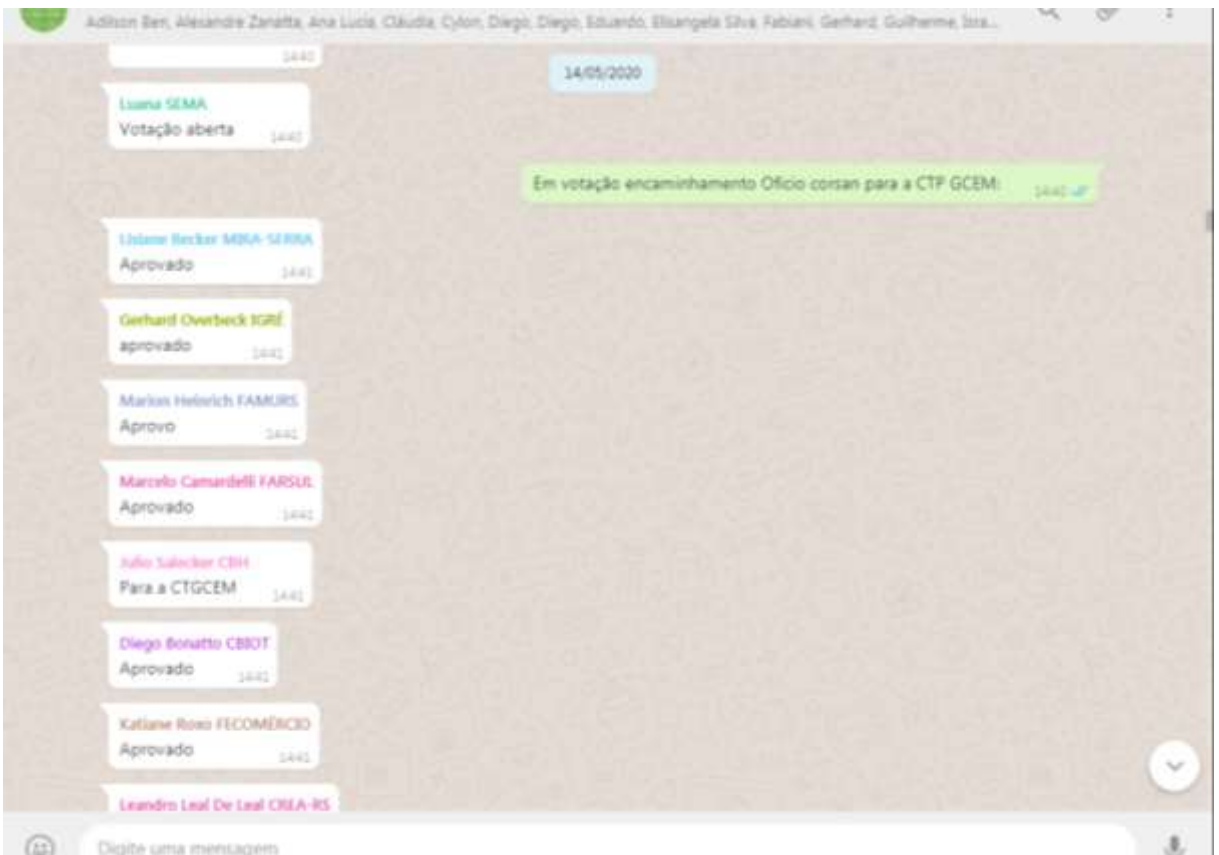 Adilson Ben, Alexandre Zanatta, Ana Lucia, Cláudia, Cylon, Diego, Diego, Eduardo, Elisangela Silva, Fabiani, Gerhard, Guilherme, Isra...
14:40
14/05/2020
Luana SEMA
Votação aberta
14:40
Em votação encaminhamento Oficio corsan para a CTP GCEM:
14:40
Lisiane Becker MIRA-SERRA
Aprovado
14:41
Gerhard Overbeck IGRÉ
aprovado
14:41
Marion Heinrich FAMURS
Aprovo
14:41
Marcelo Camardelli FARSUL
Aprovado
14:41
Julio Salecker CBH
Para a CTGCEM
14:41
Diego Bonatto CBIOT
Aprovado
14:41
Katiane Roxo FECOMÉRCIO
Aprovado
14:41
Leandro Leal De Leal CREA-RS
Digite uma mensagem